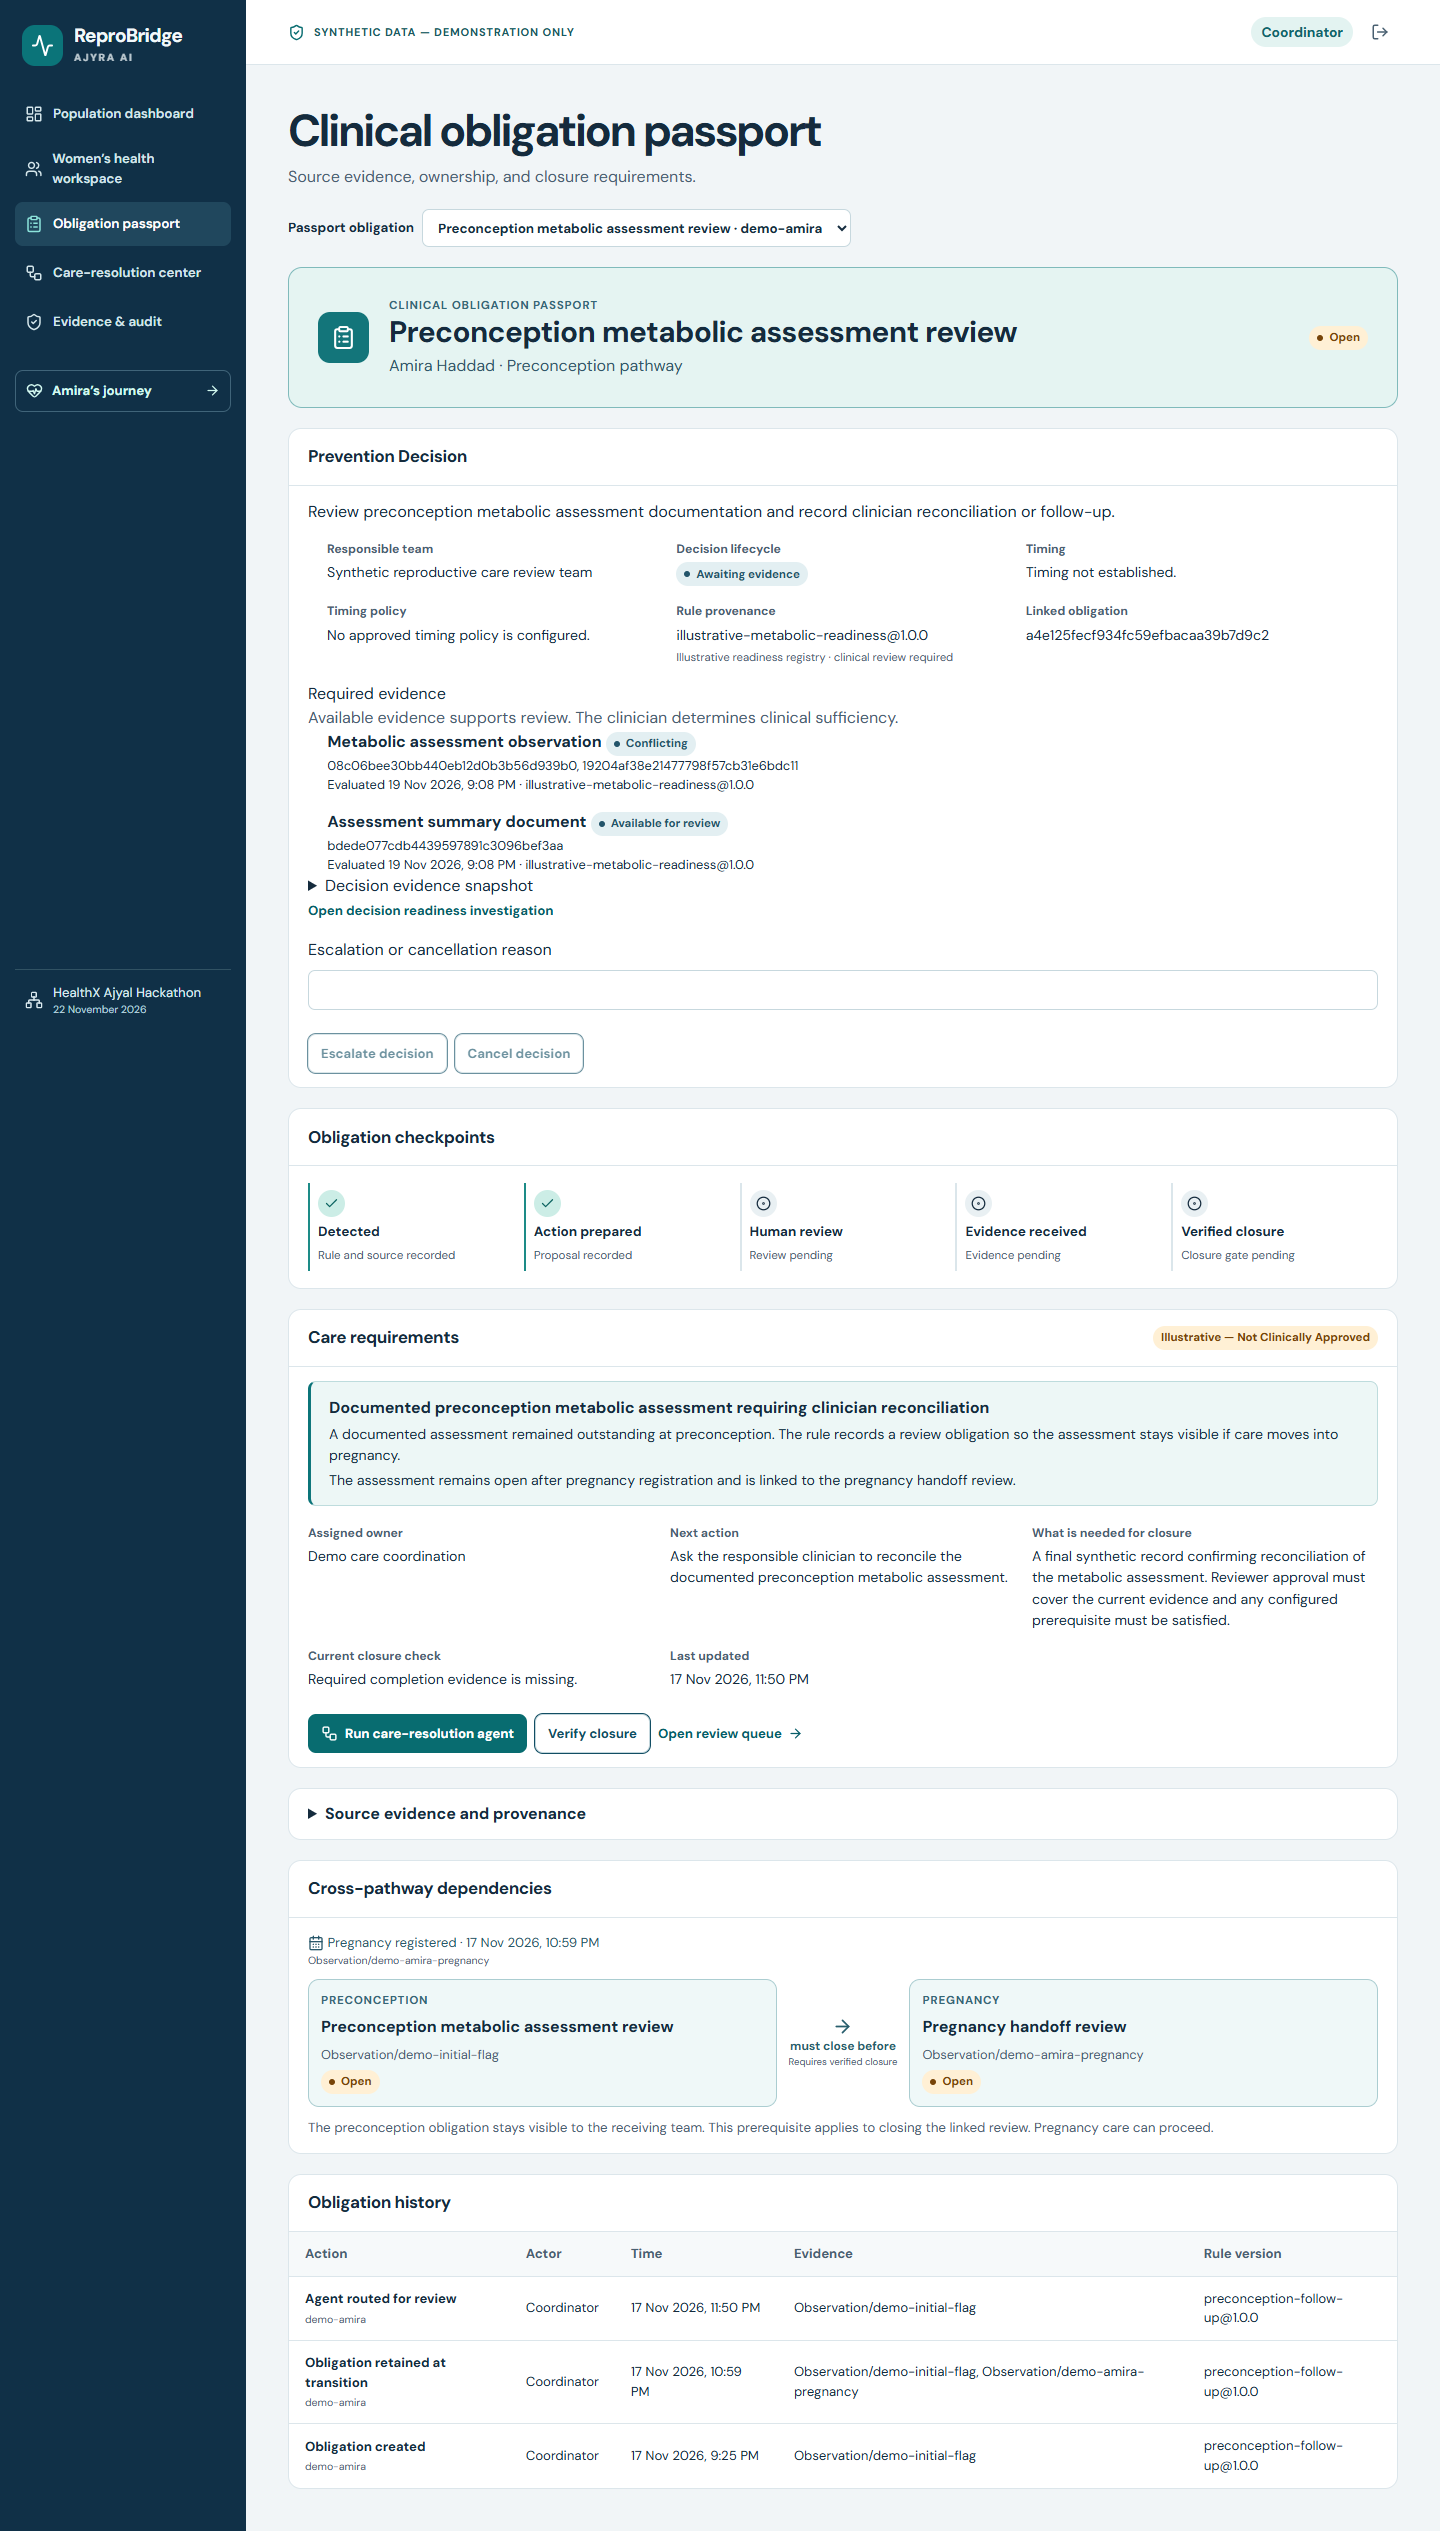 ReproBridge
AJYRA AI
Population dashboard
Women's health
workspace
Obligation passport
Care-resolution center
Evidence & audit
Amira's journey
HealthX Ajyal Hackathon
22 November 2026
SYNTHETIC DATA — DEMONSTRATION ONLY
Coordinator
Clinical obligation passport
Source evidence, ownership, and closure requirements.
Passport obligation
Preconception metabolic assessment review · demo-amira
CLINICAL OBLIGATION PASSPORT
Preconception metabolic assessment review
Amira Haddad · Preconception pathway
Open
Prevention Decision
Review preconception metabolic assessment documentation and record clinician reconciliation or follow-up.
Responsible team
Synthetic reproductive care review team
Decision lifecycle
Awaiting evidence
Timing
Timing not established.
Timing policy
No approved timing policy is configured.
Rule provenance
illustrative-metabolic-readiness@1.0.0
Illustrative readiness registry · clinical review required
Linked obligation
a4e125fecf934fc59efbacaa39b7d9c2
Required evidence
Available evidence supports review. The clinician determines clinical sufficiency.
Metabolic assessment observation Conflicting
08c06bee30bb440eb12d0b3b56d939b0, 19204af38e21477798f57cb31e6bdc11
Evaluated 19 Nov 2026, 9:08 PM · illustrative-metabolic-readiness@1.0.0
Assessment summary document Available for review
bdede077cdb4439597891c3096bef3aa
Evaluated 19 Nov 2026, 9:08 PM · illustrative-metabolic-readiness@1.0.0
Decision evidence snapshot
Open decision readiness investigation
Escalation or cancellation reason
Escalate decision
Cancel decision
Obligation checkpoints
Detected
Rule and source recorded
Action prepared
Proposal recorded
Human review
Review pending
Evidence received
Evidence pending
Verified closure
Closure gate pending
Care requirements
Illustrative — Not Clinically Approved
Documented preconception metabolic assessment requiring clinician reconciliation
A documented assessment remained outstanding at preconception. The rule records a review obligation so the assessment stays visible if care moves into
pregnancy.
The assessment remains open after pregnancy registration and is linked to the pregnancy handoff review.
Assigned owner
Demo care coordination
Next action
Ask the responsible clinician to reconcile the
documented preconception metabolic assessment.
What is needed for closure
A final synthetic record confirming reconciliation of
the metabolic assessment. Reviewer approval must
cover the current evidence and any configured
prerequisite must be satisfied.
Current closure check
Required completion evidence is missing.
Last updated
17 Nov 2026, 11:50 PM
Run care-resolution agent
Verify closure
Open review queue
Source evidence and provenance
Cross-pathway dependencies
Pregnancy registered · 17 Nov 2026, 10:59 PM
Observation/demo-amira-pregnancy
PRECONCEPTION
Preconception metabolic assessment review
Observation/demo-initial-flag
Open
must close before
Requires verified closure
PREGNANCY
Pregnancy handoff review
Observation/demo-amira-pregnancy
Open
The preconception obligation stays visible to the receiving team. This prerequisite applies to closing the linked review. Pregnancy care can proceed.
Obligation history
Action Actor Time Evidence Rule version
Agent routed for review
demo-amira
Coordinator
17 Nov 2026, 11:50 PM
Observation/demo-initial-flag
preconception-follow-
up@1.0.0
Obligation retained at
transition
demo-amira
Coordinator
17 Nov 2026, 10:59
PM
Observation/demo-initial-flag, Observation/demo-amira-
pregnancy
preconception-follow-
up@1.0.0
Obligation created
demo-amira
Coordinator
17 Nov 2026, 9:25 PM
Observation/demo-initial-flag
preconception-follow-
up@1.0.0